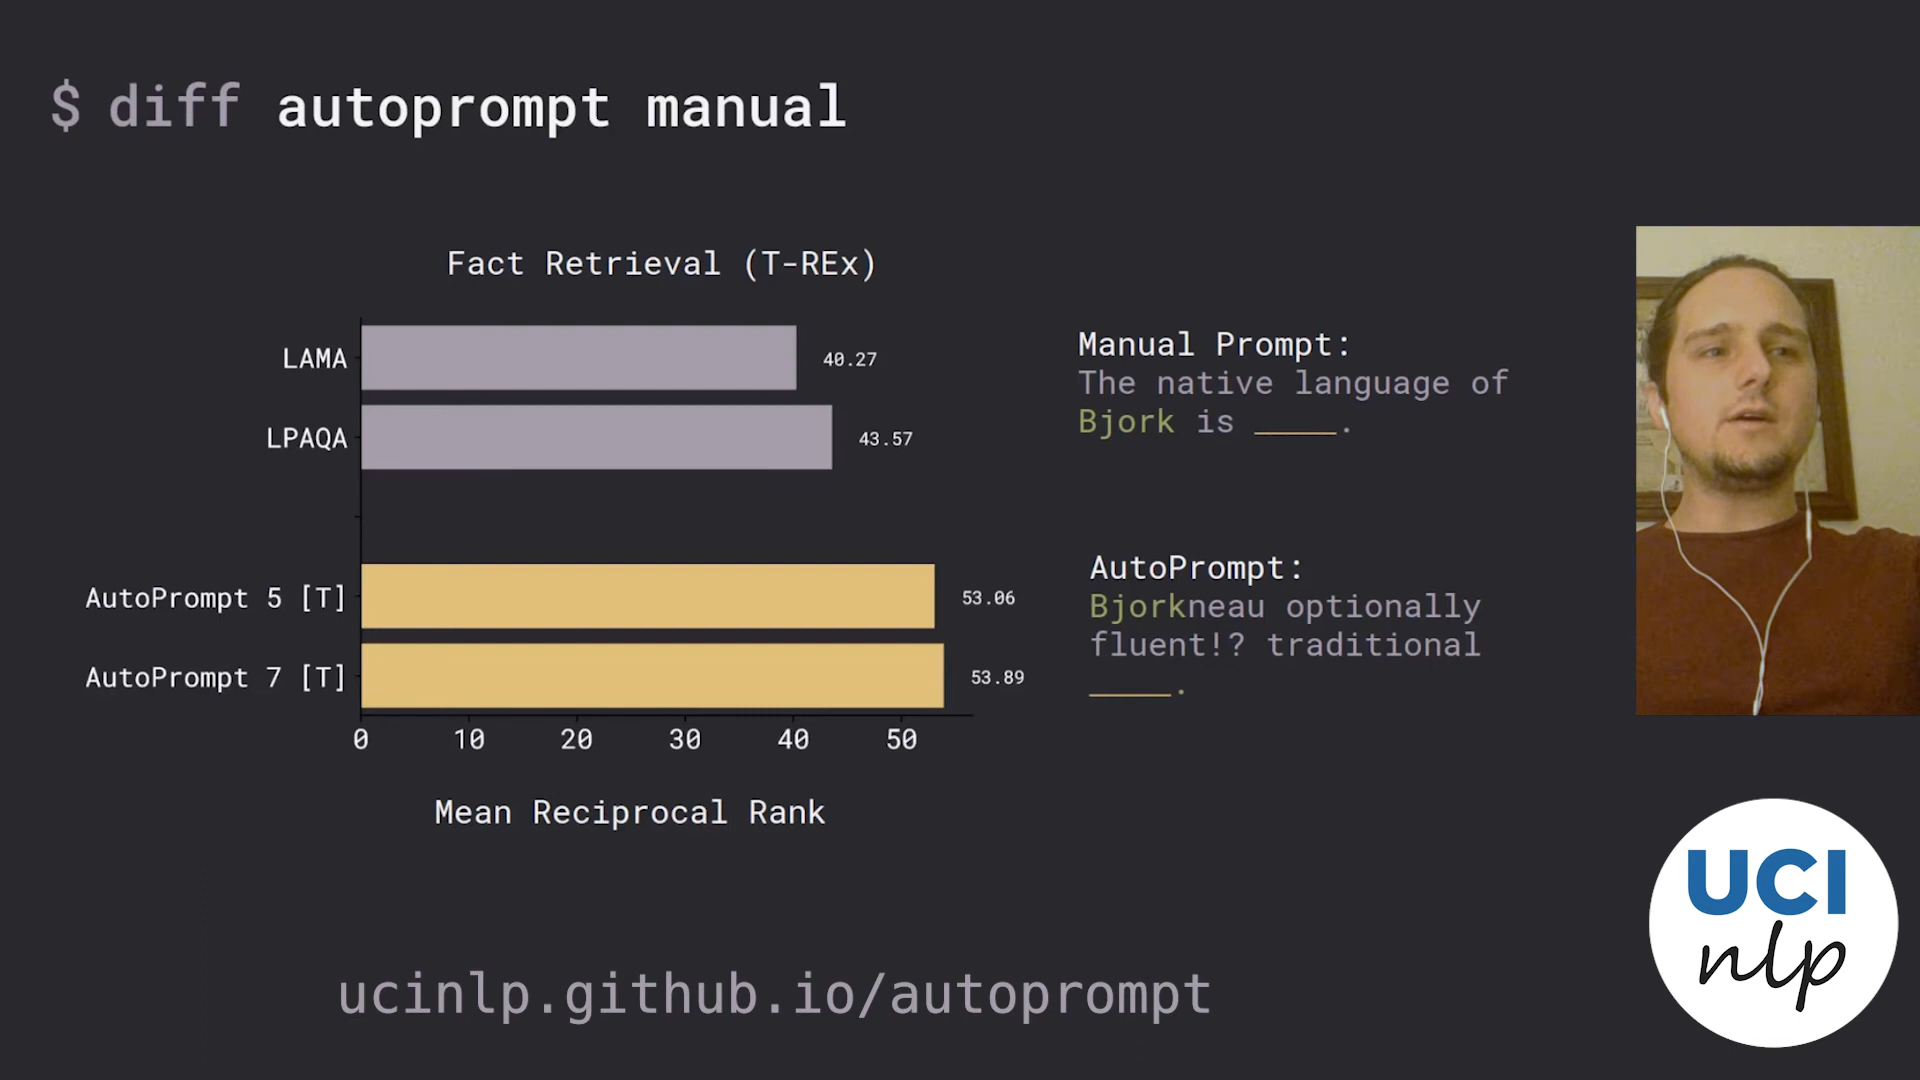 $ diff autoprompt manual
Fact Retrieval (T-REx)
LAMA
40.27
LPAQA
43.57
AutoPrompt 5 [T]
53.06
AutoPrompt 7 [T]
53.89
0 10 20 30 40 50
Mean Reciprocal Rank
Manual Prompt:
The native language of
Bjork is _____.
AutoPrompt:
Bjorkneau optionally
fluent!? traditional
_____.
UCI
nlp
ucinlp.github.io/autoprompt